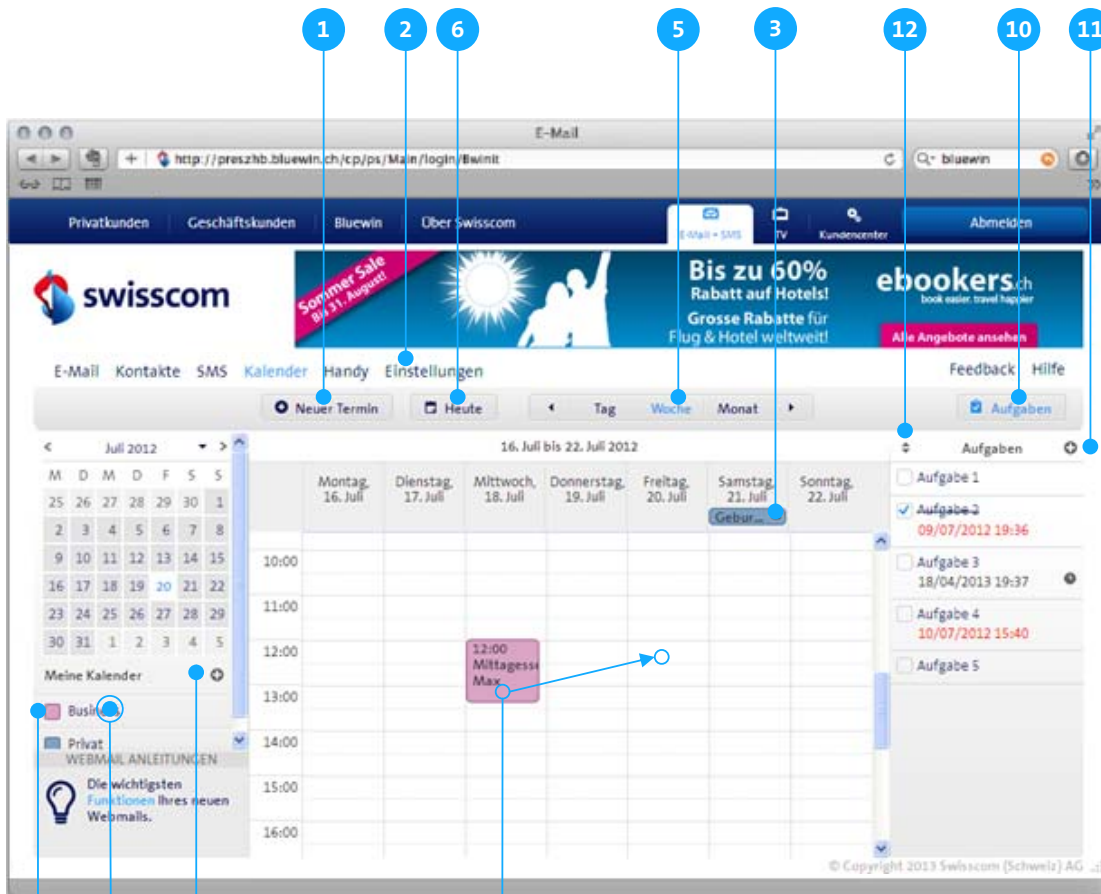 1 2 6 5 3 12 10 11
E-Mail
http://preszhb.bluewin.ch/cp/ps/Main/login/Bwinit
bluewin
Privatkunden Geschäftskunden Bluewin Über Swisscom
E-Mail + SMS TV Kundencenter Abmelden
swisscom
Sommer Sale
Bis 31. August!
Bis zu 60%
Rabatt auf Hotels!
Grosse Rabatte für
Flug & Hotel weltweit!
ebookers.ch
book easier. travel happier
Alle Angebote ansehen
E-Mail Kontakte SMS Kalender Handy Einstellungen Feedback Hilfe
Neuer Termin Heute Tag Woche Monat Aufgaben
Juli 2012
M D M D F S S
25 26 27 28 29 30 1
2 3 4 5 6 7 8
9 10 11 12 13 14 15
16 17 18 19 20 21 22
23 24 25 26 27 28 29
30 31 1 2 3 4 5
Meine Kalender
Business
Privat
WEBMAIL ANLEITUNGEN
Die wichtigsten
Funktionen Ihres neuen
Webmails.
16. Juli bis 22. Juli 2012
Montag, 16. Juli
Dienstag, 17. Juli
Mittwoch, 18. Juli
Donnerstag, 19. Juli
Freitag, 20. Juli
Samstag, 21. Juli
Sonntag, 22. Juli
Gebur...
10:00
11:00
12:00
13:00
14:00
15:00
16:00
12:00
Mittagesse
Max
Aufgaben
Aufgabe 1
Aufgabe 2
09/07/2012 19:36
Aufgabe 3
18/04/2013 19:37
Aufgabe 4
10/07/2012 15:40
Aufgabe 5
© Copyright 2013 Swisscom (Schweiz) AG